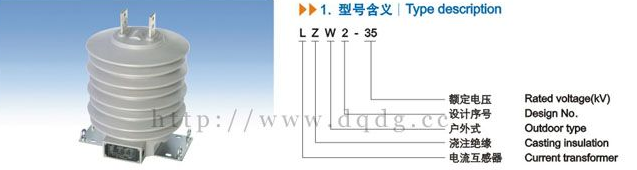 ▶▶ 1. 型号含义 | Type description
L Z W 2 - 35
额定电压 Rated voltage(kV)
设计序号 Design No.
户外式 Outdoor type
浇注绝缘 Casting insulation
电流互感器 Current transformer
http://www.dqdg.cc